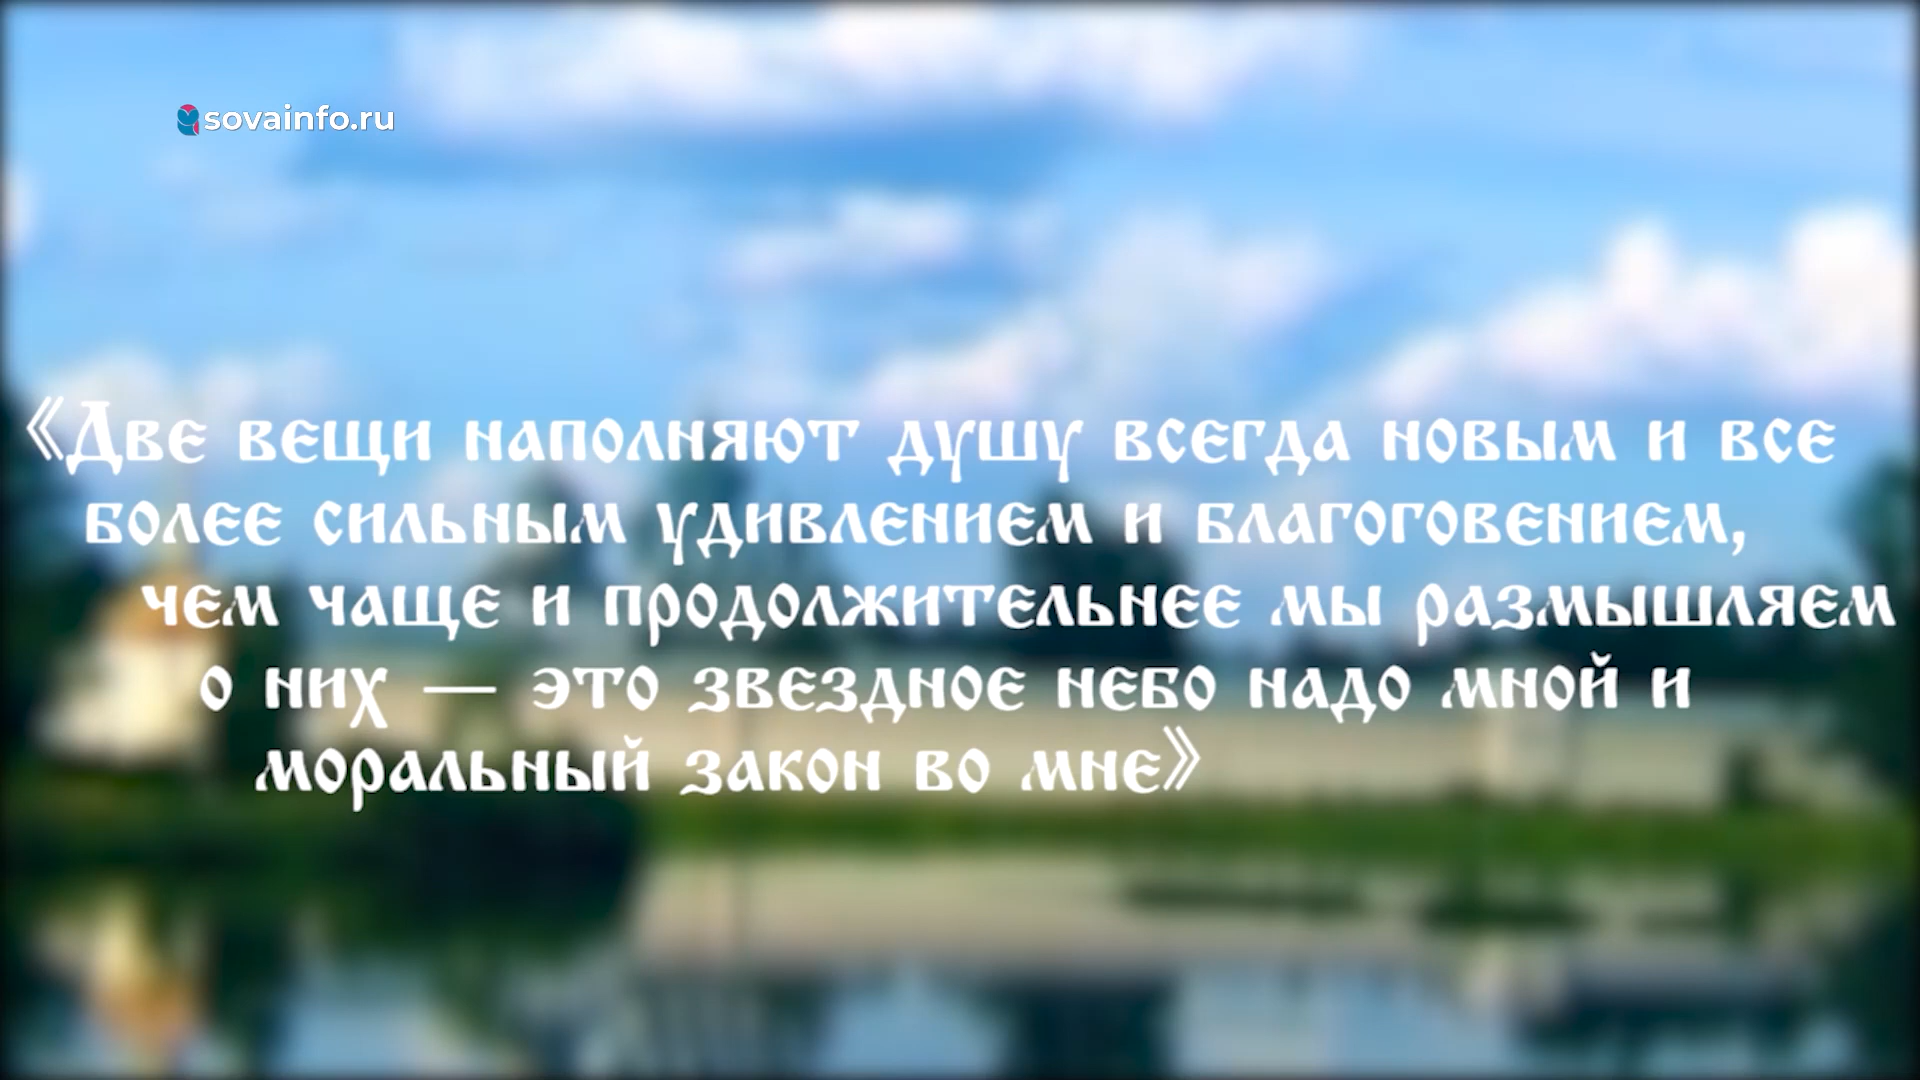 sovainfo.ru
《Две вещи наполняют душу всегда новым и все
более сильным удивлением и благоговением,
чем чаще и продолжительнее мы размышляем
о них — это звездное небо надо мной и
моральный закон во мне》